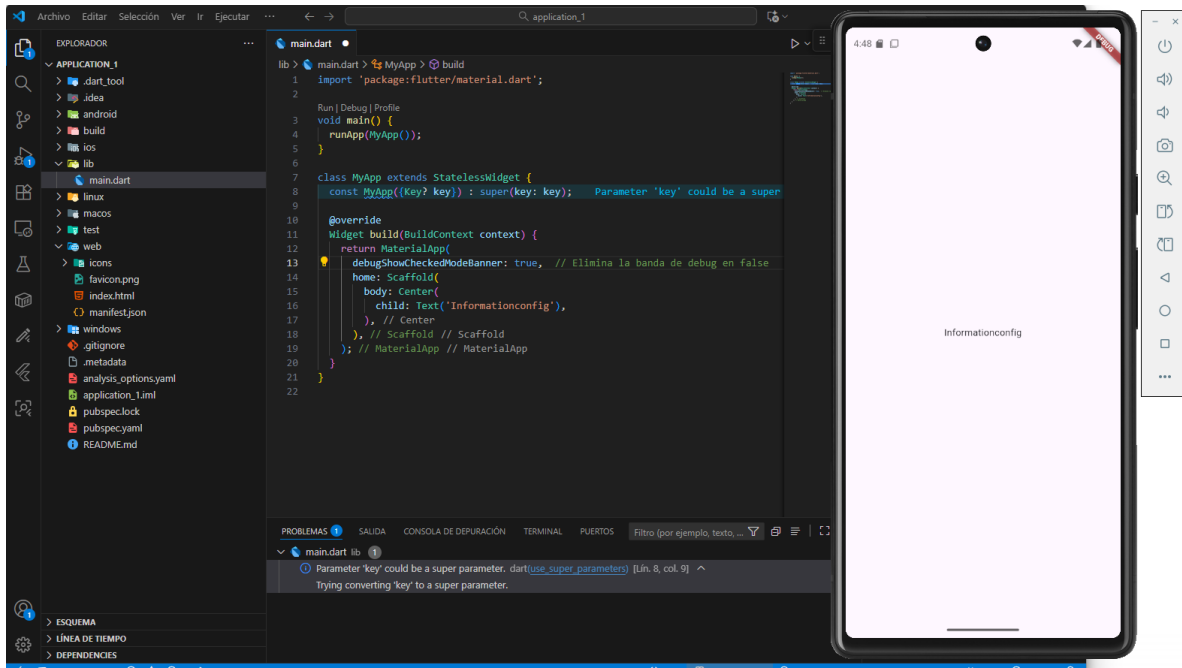 Archivo Editar Selección Ver Ir Ejecutar ··· application_1
EXPLORADOR ···
APPLICATION_1
.dart_tool
.idea
android
build
ios
lib
main.dart
linux
macos
test
web
icons
favicon.png
index.html
manifest.json
windows
.gitignore
.metadata
analysis_options.yaml
application_1.iml
pubspec.lock
pubspec.yaml
README.md
ESQUEMA
LÍNEA DE TIEMPO
DEPENDENCIES
1
1
1
main.dart
lib > main.dart > MyApp > build
1 import 'package:flutter/material.dart';
2
Run | Debug | Profile
3 void main() {
4 runApp(MyApp());
5 }
6
7 class MyApp extends StatelessWidget {
8 const MyApp({Key? key}) : super(key: key); Parameter 'key' could be a super
9
10 @override
11 Widget build(BuildContext context) {
12 return MaterialApp(
13 debugShowCheckedModeBanner: true, // Elimina la banda de debug en false
14 home: Scaffold(
15 body: Center(
16 child: Text('Informationconfig'),
17 ), // Center
18 ), // Scaffold // Scaffold
19 ); // MaterialApp // MaterialApp
20 }
21 }
22
PROBLEMAS 1 SALIDA CONSOLA DE DEPURACIÓN TERMINAL PUERTOS Filtro (por ejemplo, texto, ...
main.dart lib 1
Parameter 'key' could be a super parameter. dart(use_super_parameters) [Lín. 8, col. 9]
Trying converting 'key' to a super parameter.
4:48
DEBUG
Informationconfig